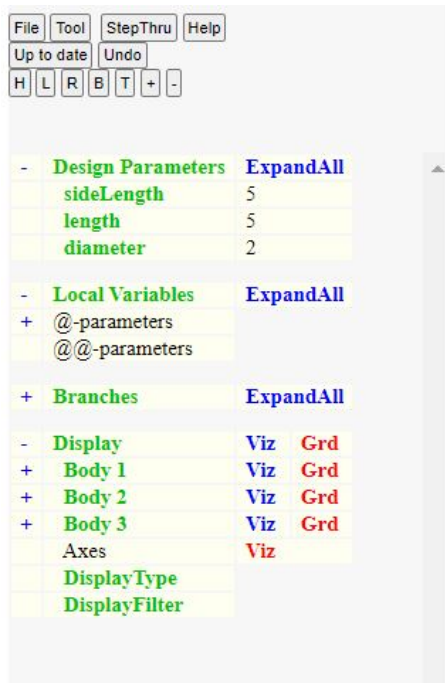 File Tool StepThru Help
Up to date Undo
H L R B T + -
- Design Parameters ExpandAll
sideLength 5
length 5
diameter 2
- Local Variables ExpandAll
+ @-parameters
@@-parameters
+ Branches ExpandAll
- Display Viz Grd
+ Body 1 Viz Grd
+ Body 2 Viz Grd
+ Body 3 Viz Grd
Axes Viz
DisplayType
DisplayFilter